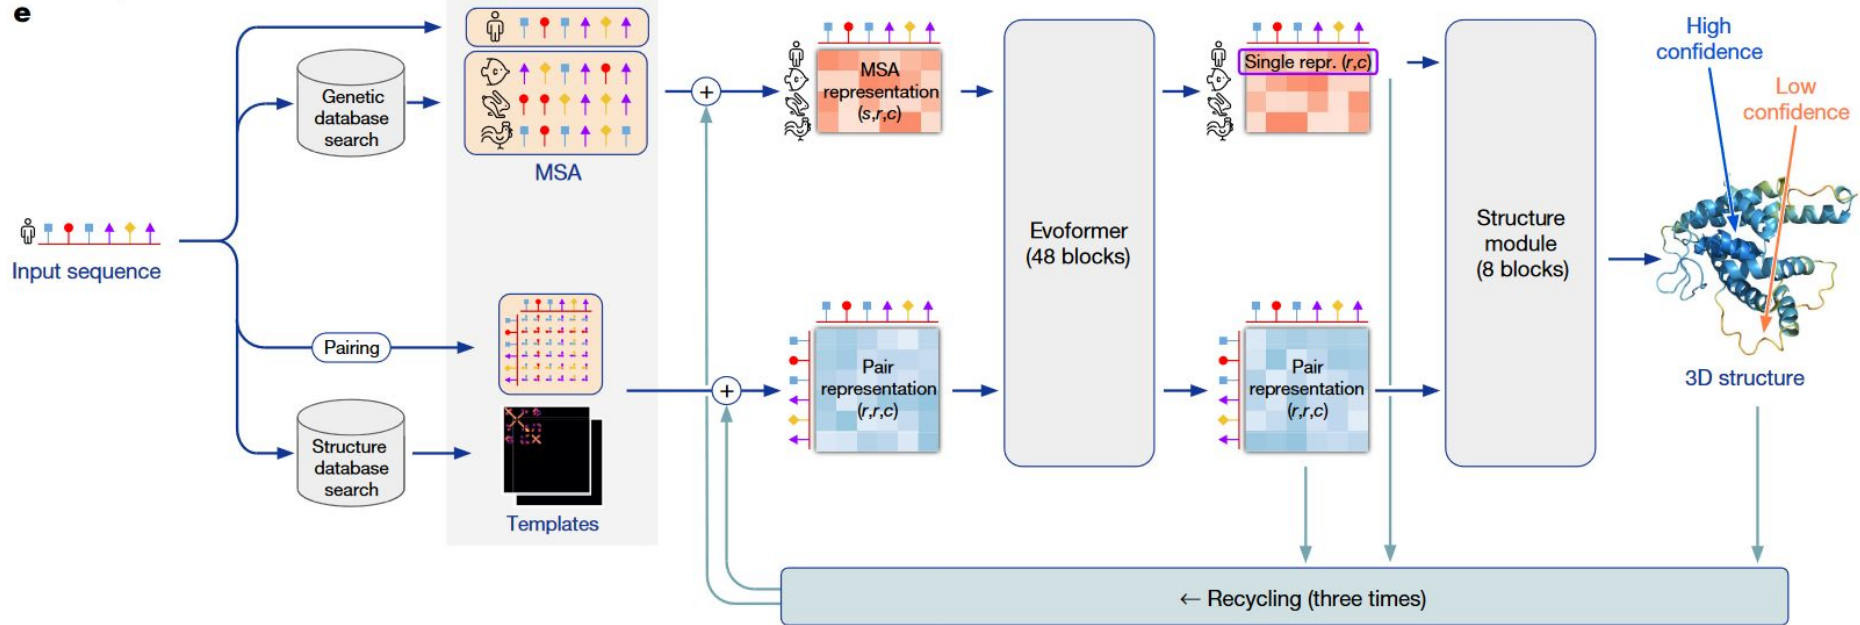 e
Input sequence
Genetic
database
search
MSA
Pairing
Structure
database
search
Templates
+
+
MSA
representation
(s,r,c)
Pair
representation
(r,r,c)
Evoformer
(48 blocks)
Single repr. (r,c)
Pair
representation
(r,r,c)
Structure
module
(8 blocks)
High
confidence
Low
confidence
3D structure
← Recycling (three times)